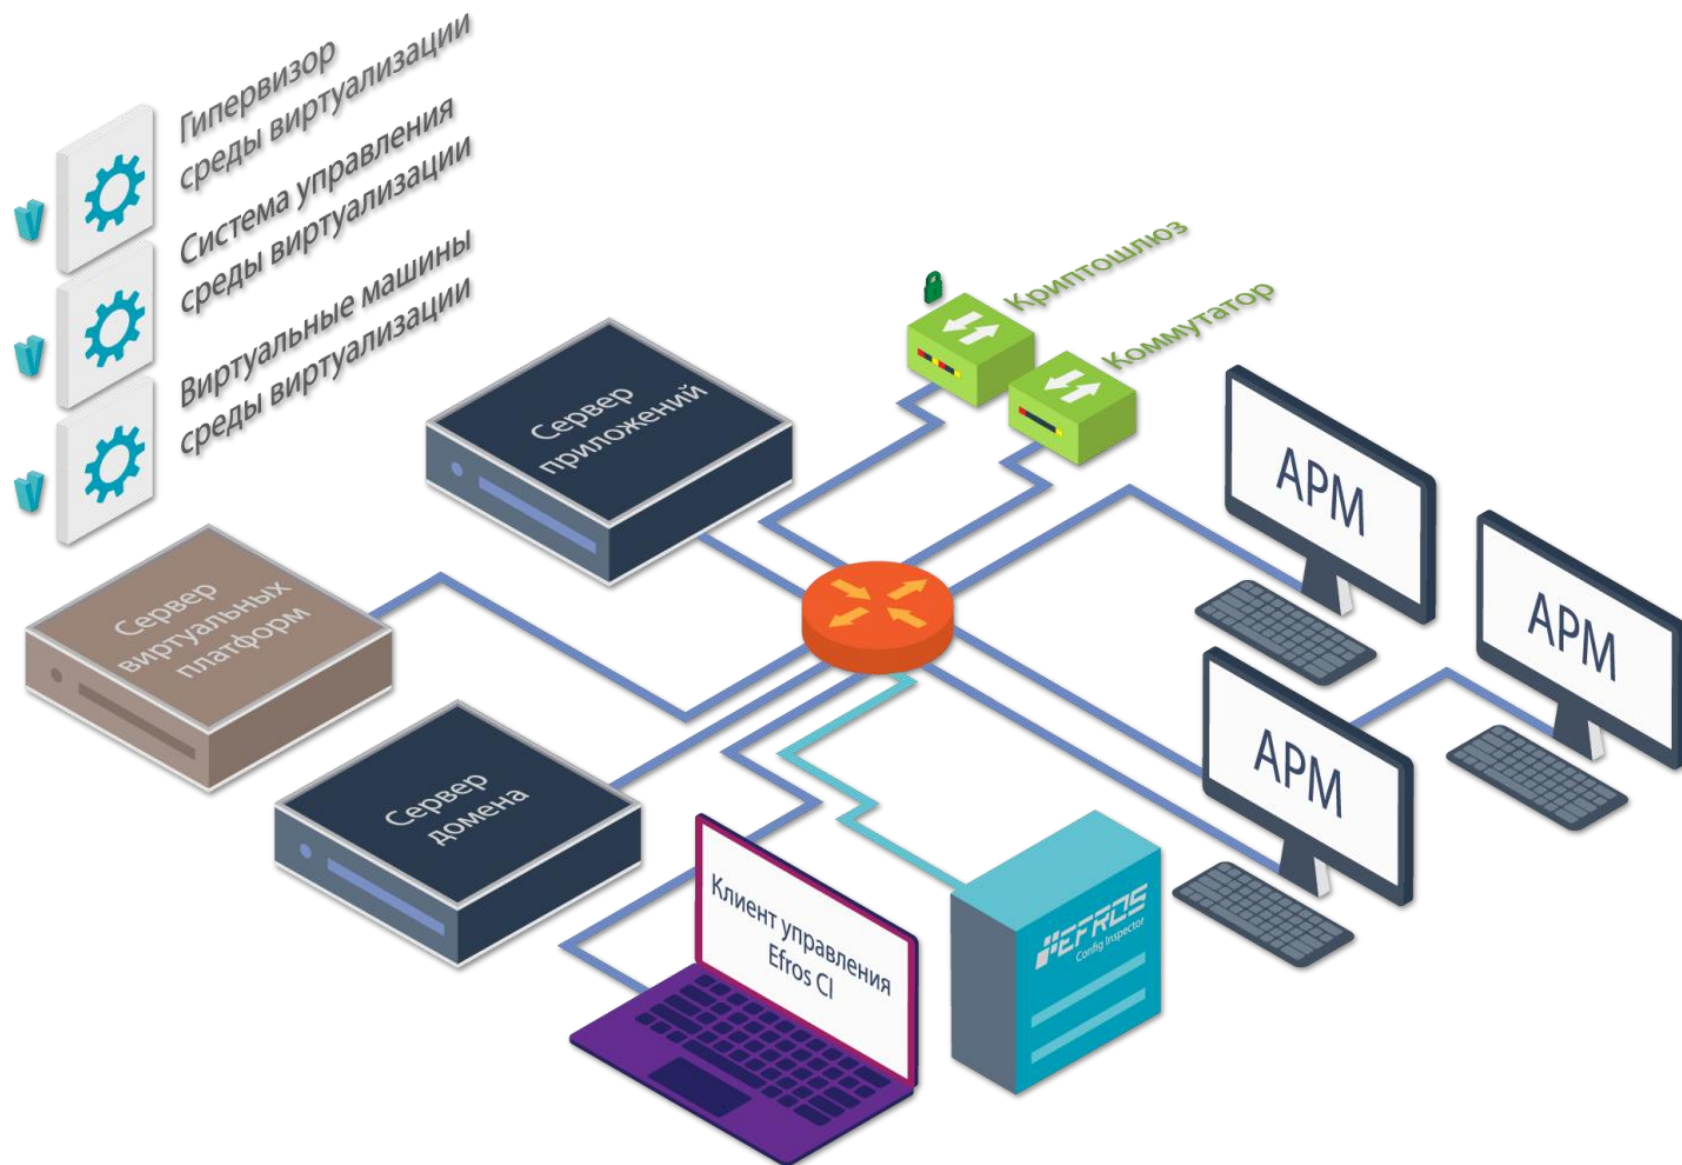 Гипервизор
среды виртуализации
Система управления
среды виртуализации
Виртуальные машины
среды виртуализации
Криптошлюз
Коммутатор
Сервер
приложений
АРМ
АРМ
АРМ
Сервер
виртуальных
платформ
Сервер
домена
Клиент управления
Efros CI
EFROS
Config Inspector